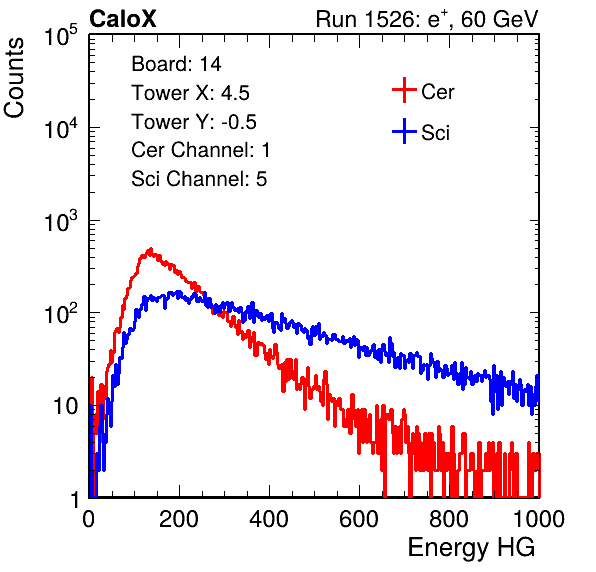 CaloX Run 1526: e⁺, 60 GeV
Counts
10⁵
10⁴
10³
10²
10
1
Board: 14
Tower X: 4.5
Tower Y: -0.5
Cer Channel: 1
Sci Channel: 5
Cer
Sci
0 200 400 600 800 1000
Energy HG